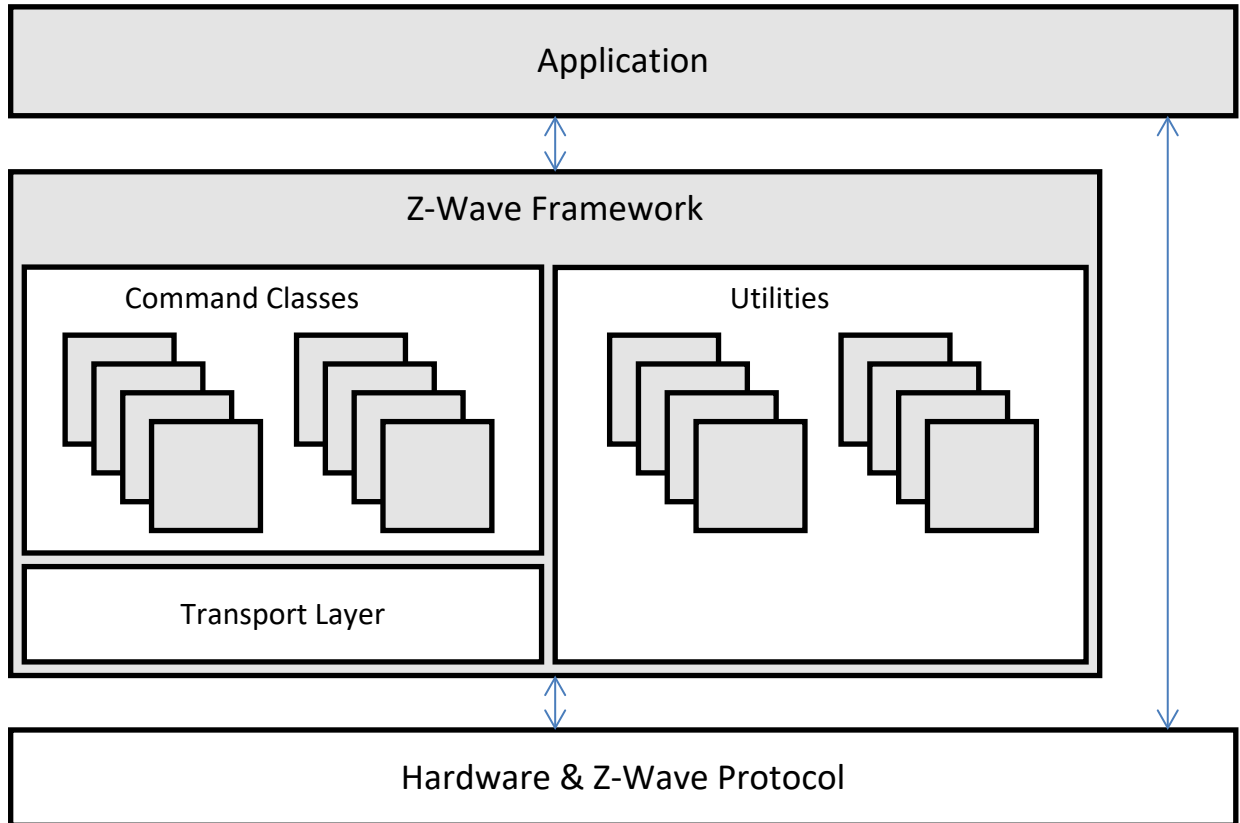 Application
Z-Wave Framework
Command Classes
Utilities
Transport Layer
Hardware & Z-Wave Protocol